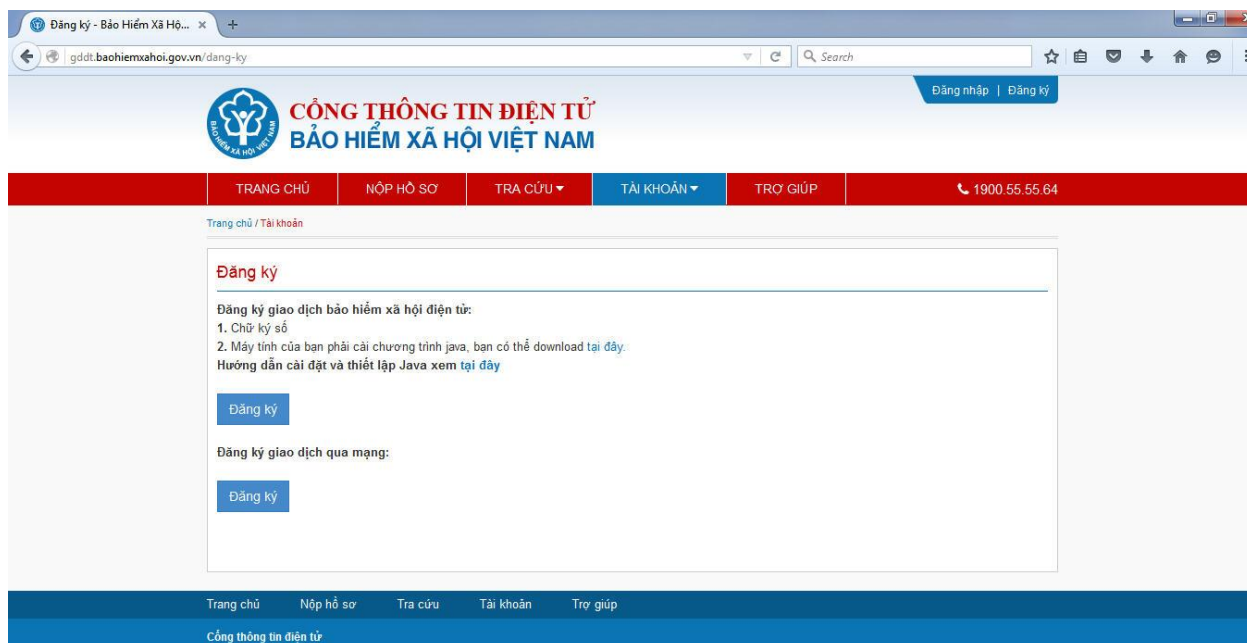 Đăng ký - Bảo Hiểm Xã Hộ...
gddt.baohiemxahoi.gov.vn/dang-ky
Search
Đăng nhập | Đăng ký
BẢO HIỂM XÃ HỘI VIỆT NAM
CỔNG THÔNG TIN ĐIỆN TỬ
BẢO HIỂM XÃ HỘI VIỆT NAM
TRANG CHỦ NỘP HỒ SƠ TRA CỨU TÀI KHOẢN TRỢ GIÚP 1900.55.55.64
Trang chủ / Tài khoản
Đăng ký
Đăng ký giao dịch bảo hiểm xã hội điện tử:
1. Chữ ký số
2. Máy tính của bạn phải cài chương trình java, bạn có thể download tại đây.
Hướng dẫn cài đặt và thiết lập Java xem tại đây
Đăng ký
Đăng ký giao dịch qua mạng:
Đăng ký
Trang chủ Nộp hồ sơ Tra cứu Tài khoản Trợ giúp
Cổng thông tin điện tử